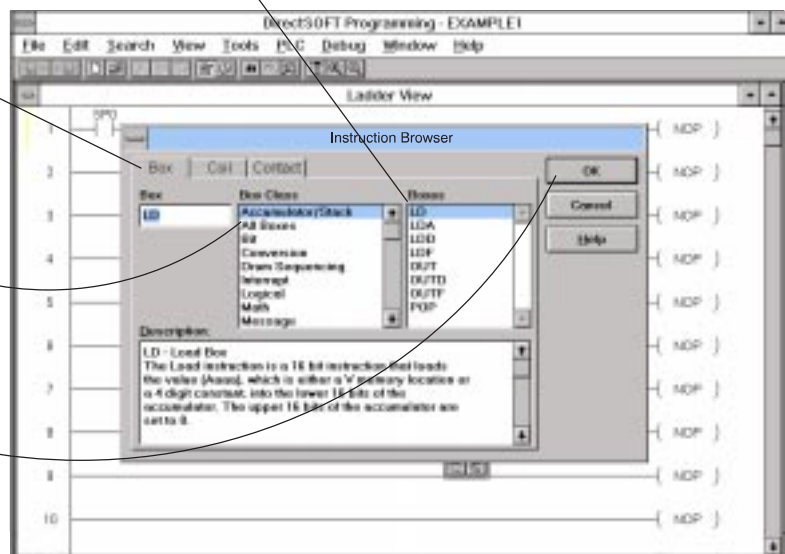 DirectSOFT Programming - EXAMPLE1
File Edit Search View Tools PLC Debug Window Help
Ladder View
SP0
1 NOP
Instruction Browser
Box Coil Contact
OK
Cancel
Help
Box
LD
Box Class
Accumulator/Stack
All Boxes
Bit
Conversion
Drum Sequencing
Interrupt
Logical
Math
Message
Boxes
LD
LDA
LDD
LDF
OUT
OUTD
OUTF
POP
Description:
LD - Load Box
The Load instruction is a 16 bit instruction that loads
the value (Aaaa), which is either a V memory location or
a 4 digit constant, into the lower 16 bits of the
accumulator. The upper 16 bits of the accumulator are
set to 0.
2 NOP
3 NOP
4 NOP
5 NOP
6 NOP
7 NOP
8 NOP
9 NOP
10 NOP